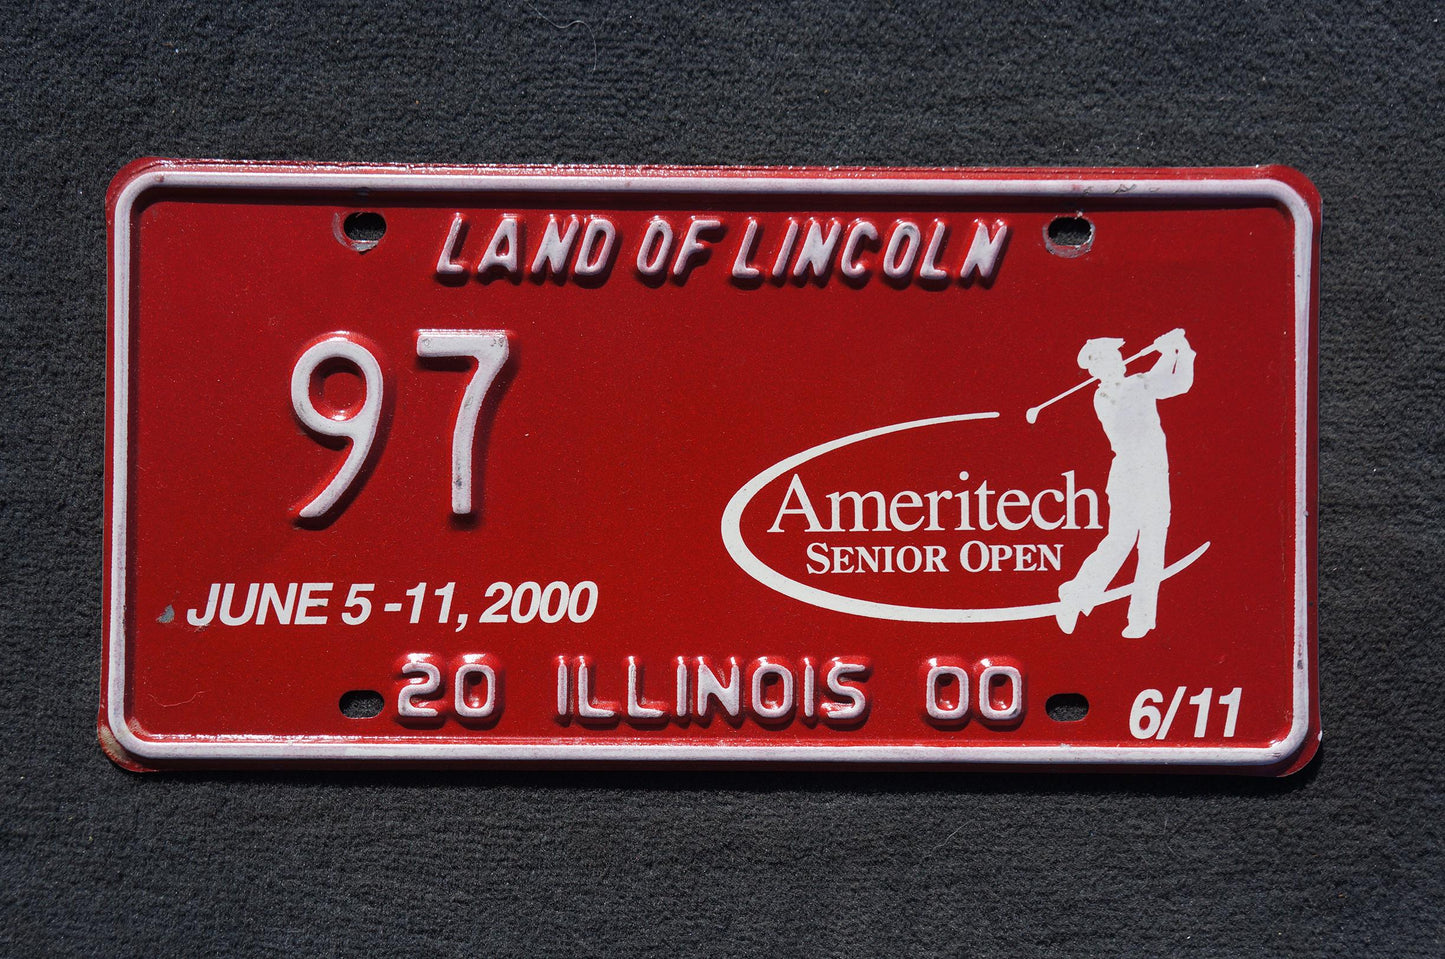 LAND OF LINCOLN
97
Ameritech
SENIOR OPEN
JUNE 5 -11, 2000
20 ILLINOIS 00
6/11